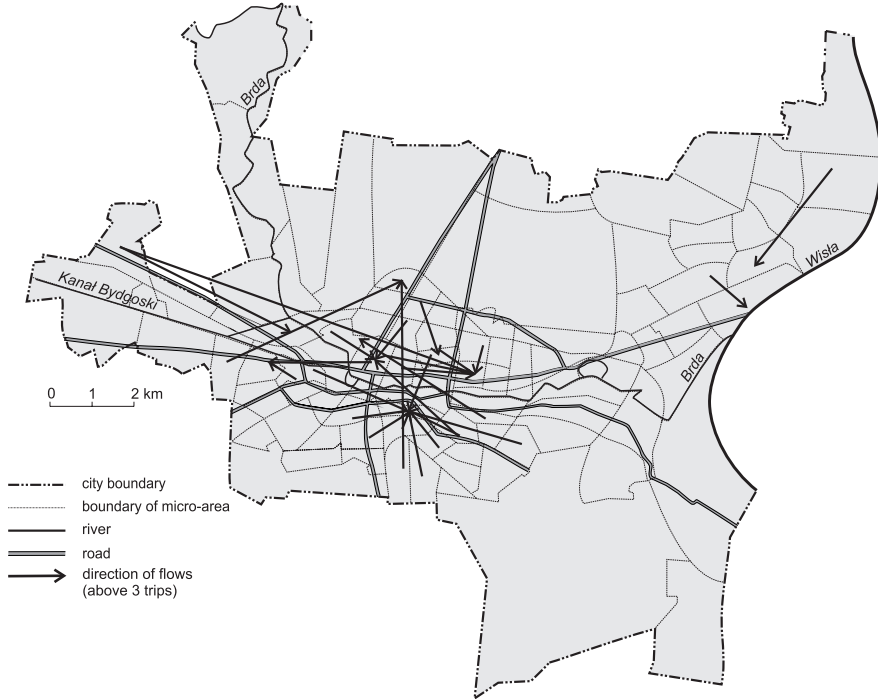 Brda
Wisła
Kanał Bydgoski
Brda
0 1 2 km
city boundary
boundary of micro-area
river
road
direction of flows
(above 3 trips)